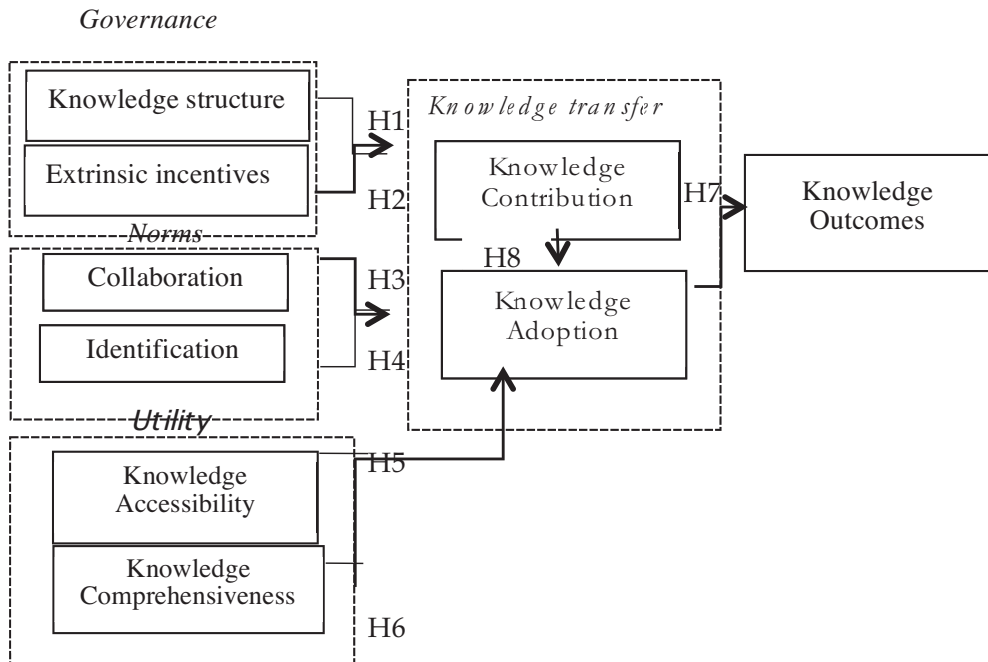 Governance
Knowledge structure
Extrinsic incentives
H1
H2
Norms
Collaboration
Identification
H3
H4
Utility
Knowledge
Accessibility
Knowledge
Comprehensiveness
H5
H6
Knowledge transfer
Knowledge
Contribution
H8
Knowledge
Adoption
H7
Knowledge
Outcomes